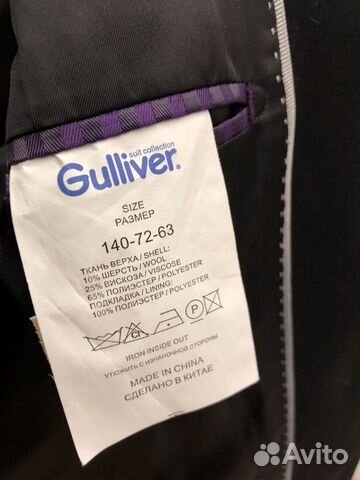 suit collection
Gulliver.
SIZE
РАЗМЕР
140-72-63
ТКАНЬ ВЕРХА / SHELL:
10% ШЕРСТЬ / WOOL
25% ВИСКОЗА / VISCOSE
65% ПОЛИЭСТЕР / POLYESTER
ПОДКЛАДКА / LINING:
100% ПОЛИЭСТЕР / POLYESTER
CL
P
IRON INSIDE OUT
УТЮЖИТЬ С ИЗНАНОЧНОЙ СТОРОНЫ
MADE IN CHINA
СДЕЛАНО В КИТАЕ
Avito